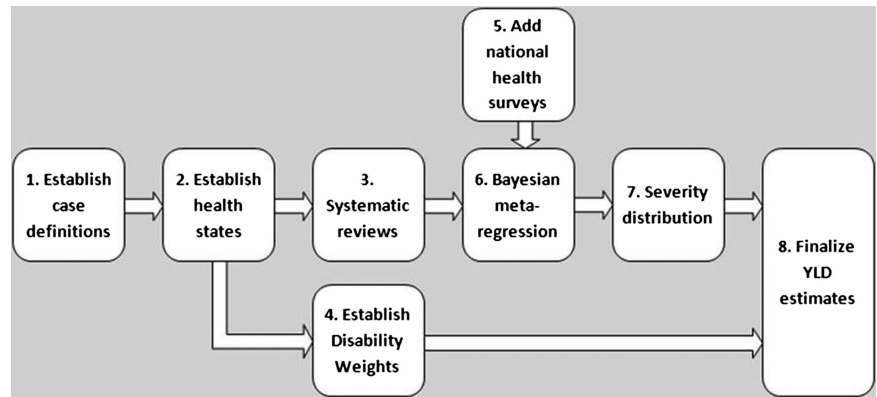 1. Establish
case
definitions
2. Establish
health
states
3.
Systematic
reviews
4. Establish
Disability
Weights
5. Add
national
health
surveys
6. Bayesian
meta-
regression
7. Severity
distribution
8. Finalize
YLD
estimates